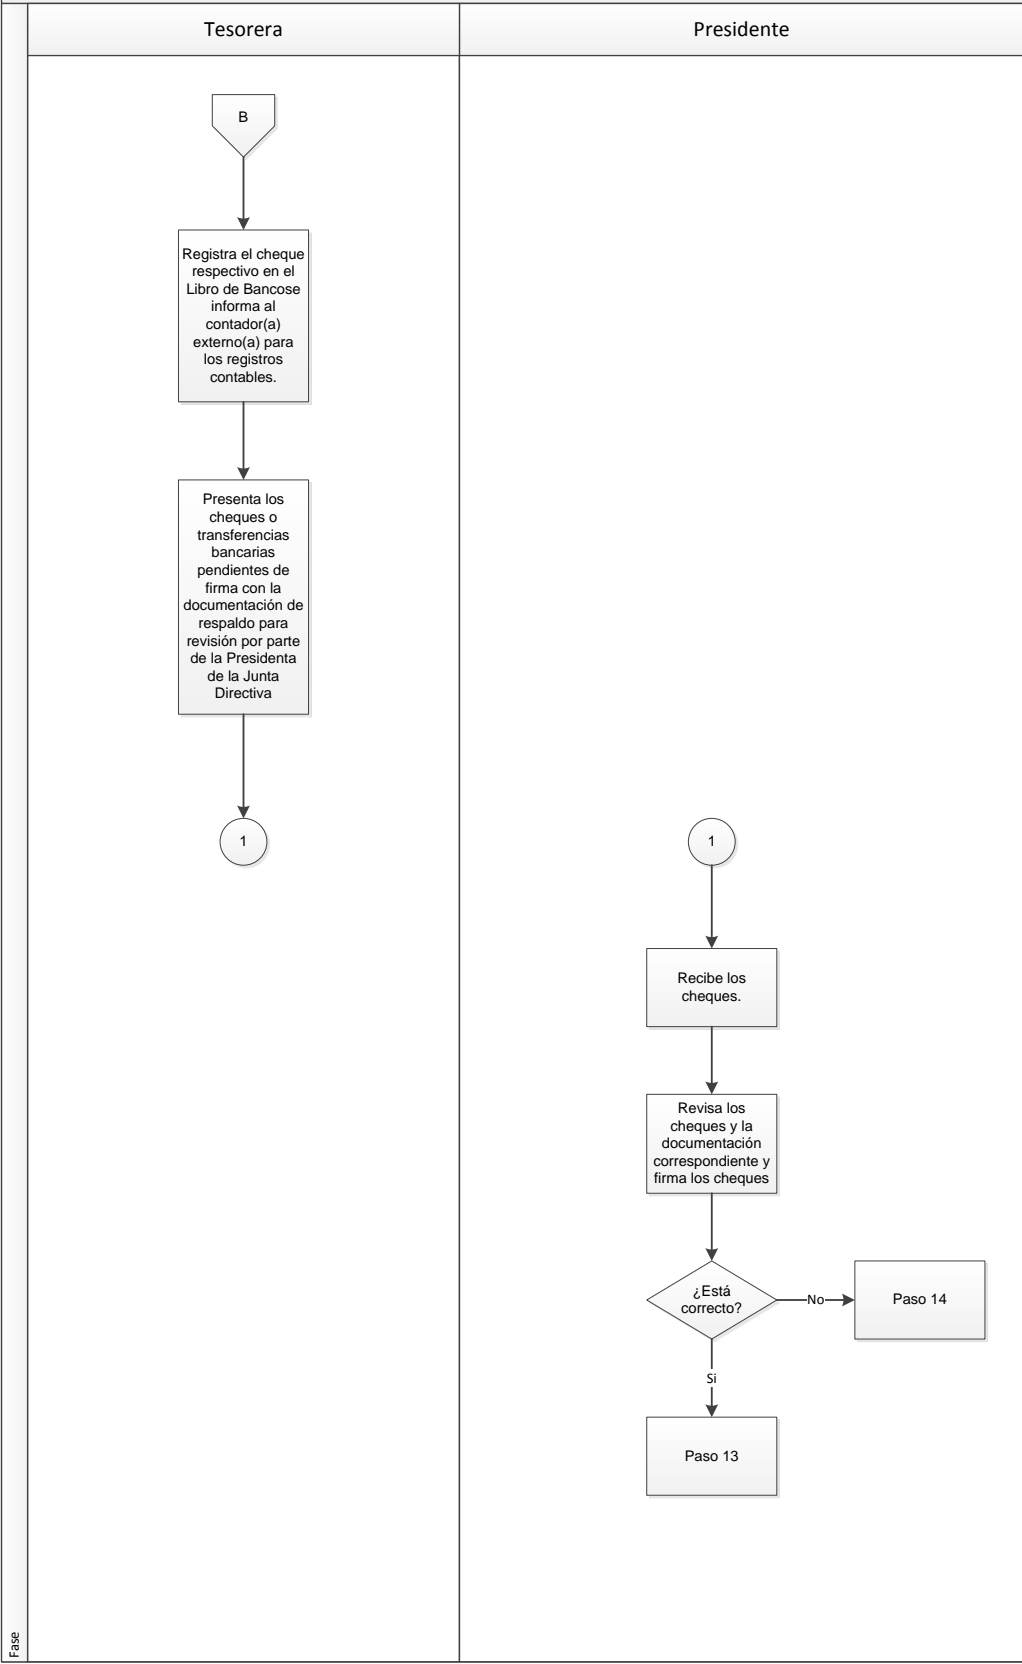 Tesorera
Presidente
B
Registra el cheque
respectivo en el
Libro de Bancose
informa al
contador(a)
externo(a) para
los registros
contables.
Presenta los
cheques o
transferencias
bancarias
pendientes de
firma con la
documentación de
respaldo para
revisión por parte
de la Presidenta
de la Junta
Directiva
1
1
Recibe los
cheques.
Revisa los
cheques y la
documentación
correspondiente y
firma los cheques
¿Está
correcto?
No
Paso 14
Si
Paso 13
Fase